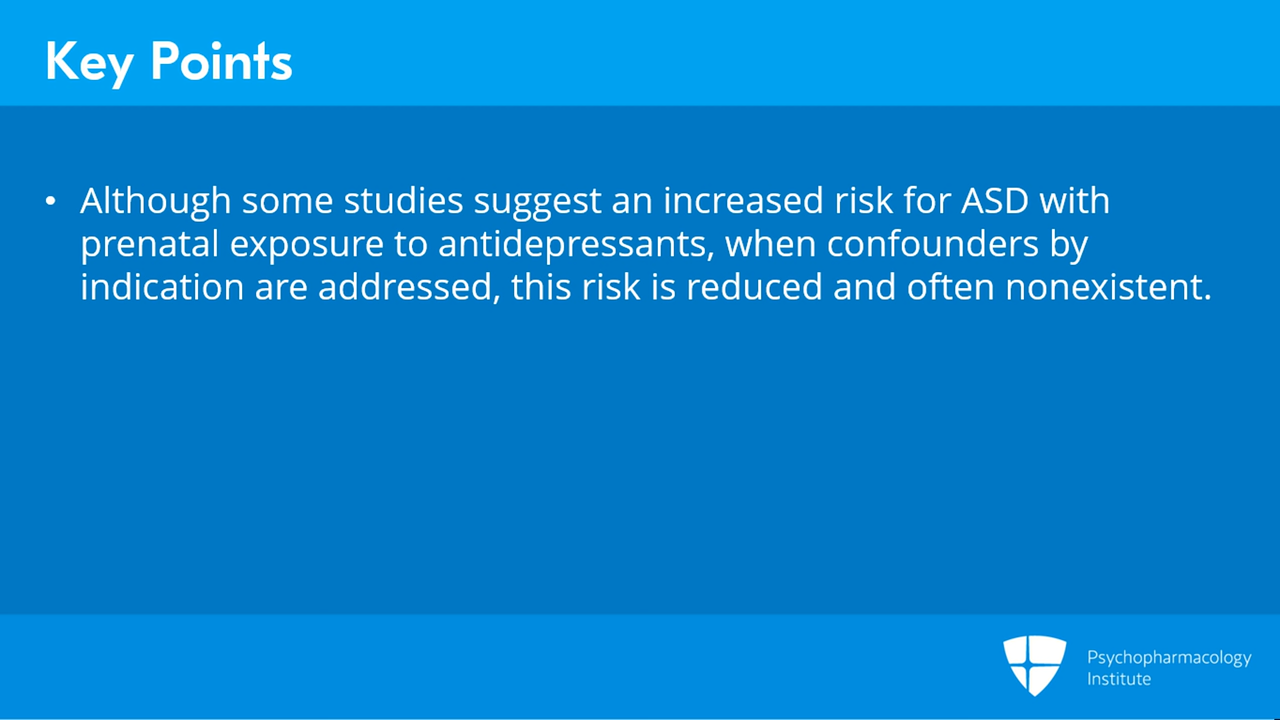 Key Points
• Although some studies suggest an increased risk for ASD with
prenatal exposure to antidepressants, when confounders by
indication are addressed, this risk is reduced and often nonexistent.
Psychopharmacology
Institute